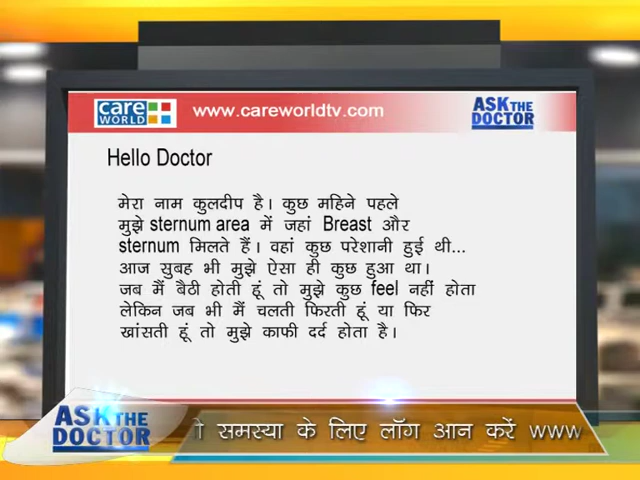 care WORLD
www.careworldtv.com
ASK THE DOCTOR
Hello Doctor
मेरा नाम कुलदीप है। कुछ महिने पहले
मुझे sternum area में जहां Breast और
sternum मिलते हैं। वहां कुछ परेशानी हुई थी...
आज सुबह भी मुझे ऐसा ही कुछ हुआ था।
जब मैं बैठी होती हूं तो मुझे कुछ feel नहीं होता
लेकिन जब भी मैं चलती फिरती हूं या फिर
खांसती हूं तो मुझे काफी दर्द होता है।
ASK THE
DOCTOR
समस्या के लिए लॉग आन करें www